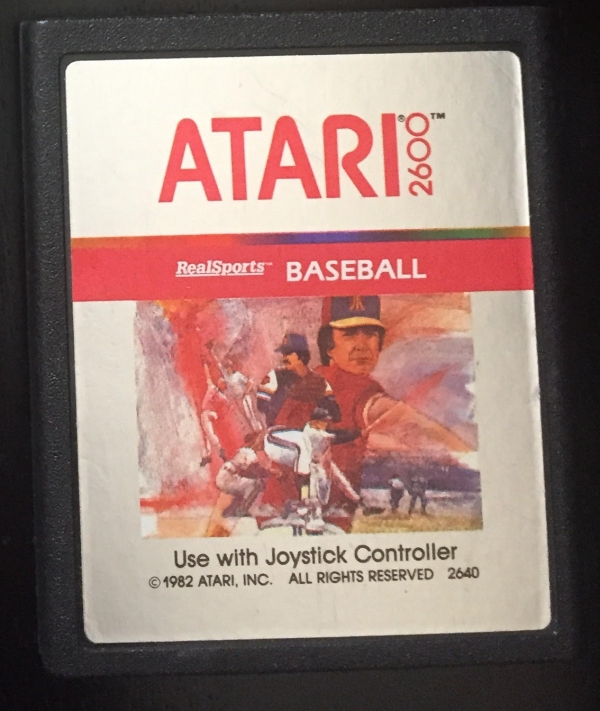 ATARI® 2600™
RealSports™ BASEBALL
Use with Joystick Controller
© 1982 ATARI, INC. ALL RIGHTS RESERVED 2640